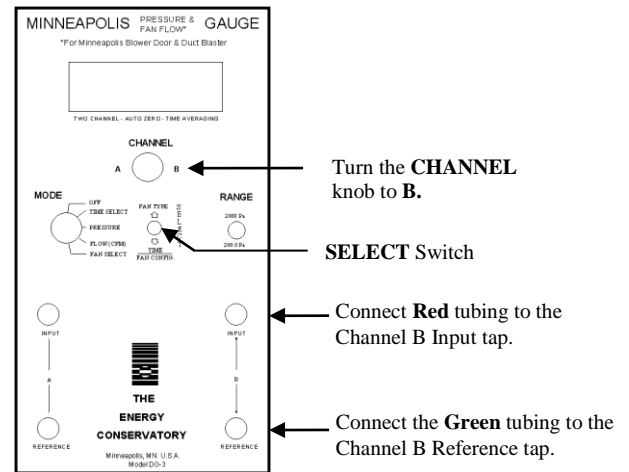 MINNEAPOLIS PRESSURE & FAN FLOW* GAUGE
*For Minneapolis Blower Door & Duct Blaster
TWO CHANNEL - AUTO ZERO - TIME AVERAGING
CHANNEL
A B
Turn the CHANNEL
knob to B.
MODE
OFF
TIME SELECT
PRESSURE
FLOW (CFM)
FAN SELECT
FAN TYPE
SELECT
TIME
FAN CONFIG.
RANGE
2000 Pa
200.0 Pa
SELECT Switch
Connect Red tubing to the
Channel B Input tap.
INPUT
INPUT
A
B
THE
ENERGY
CONSERVATORY
REFERENCE
REFERENCE
Minneapolis, MN U.S.A.
Model DG-3
Connect the Green tubing to the
Channel B Reference tap.